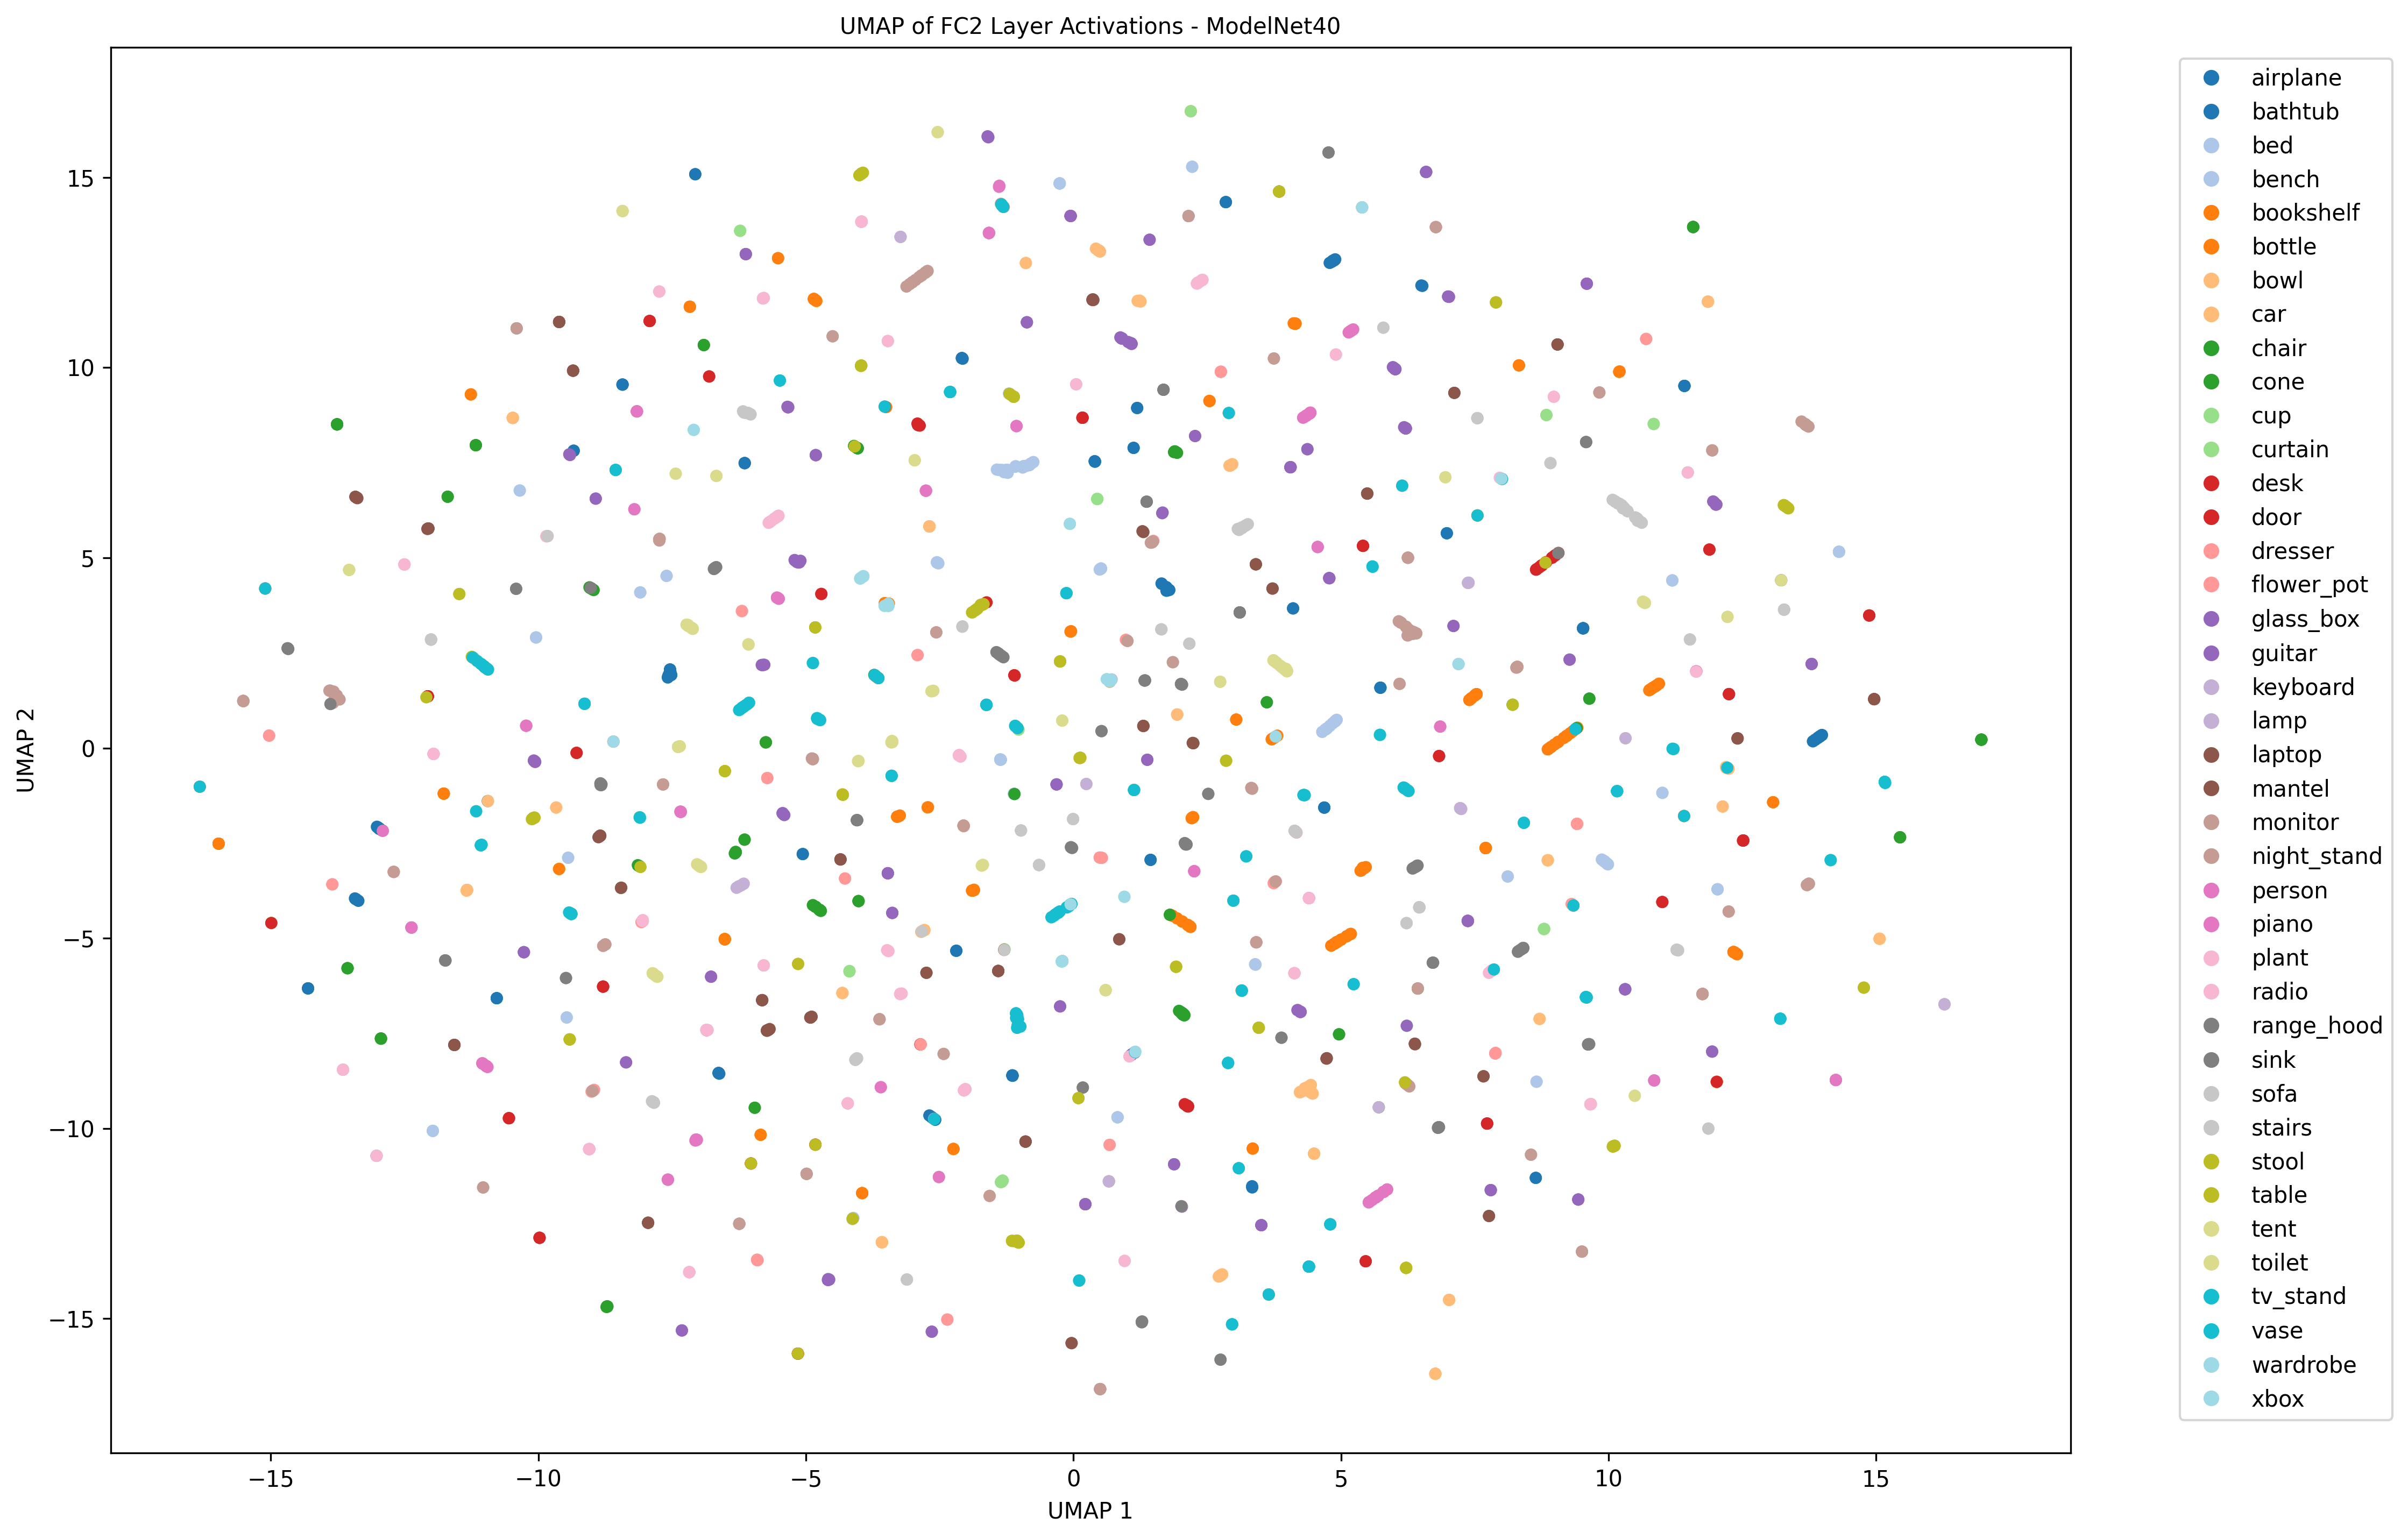 UMAP of FC2 Layer Activations - ModelNet40
UMAP 2
15
10
5
0
−5
−10
−15
−15
−10
−5
0
5
10
15
UMAP 1
airplane
bathtub
bed
bench
bookshelf
bottle
bowl
car
chair
cone
cup
curtain
desk
door
dresser
flower_pot
glass_box
guitar
keyboard
lamp
laptop
mantel
monitor
night_stand
person
piano
plant
radio
range_hood
sink
sofa
stairs
stool
table
tent
toilet
tv_stand
vase
wardrobe
xbox